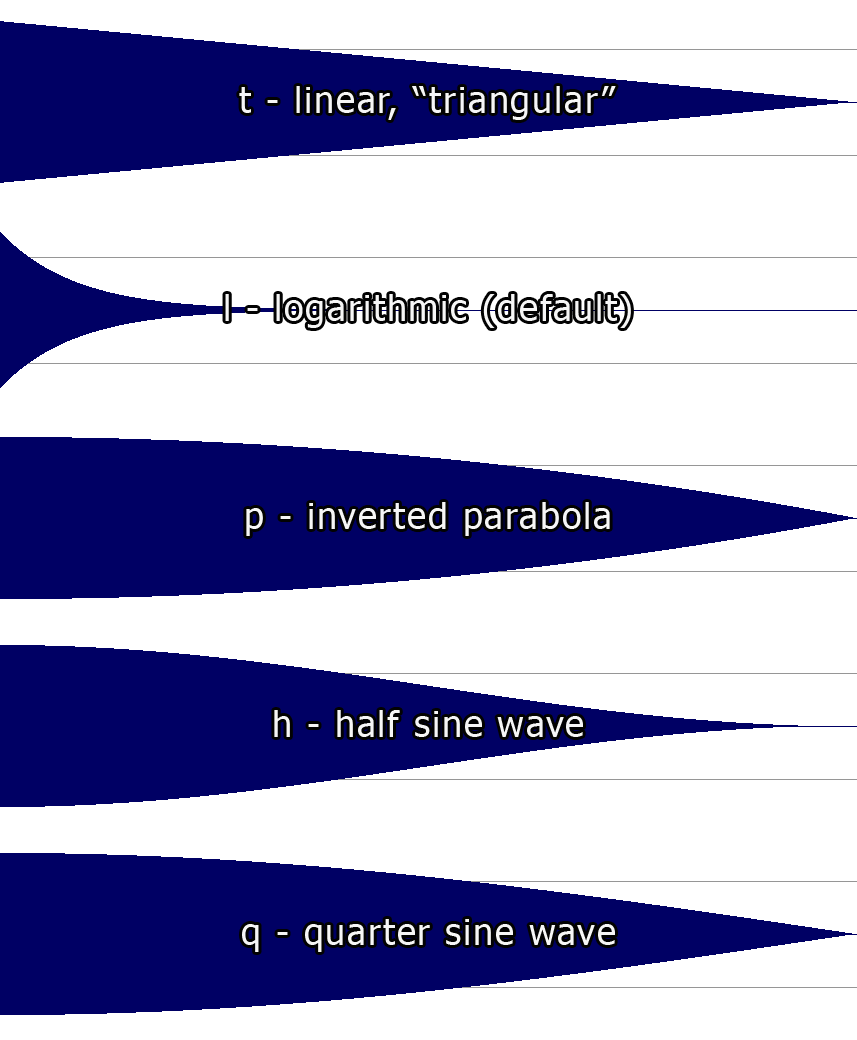 t - linear, “triangular”
l - logarithmic (default)
p - inverted parabola
h - half sine wave
q - quarter sine wave